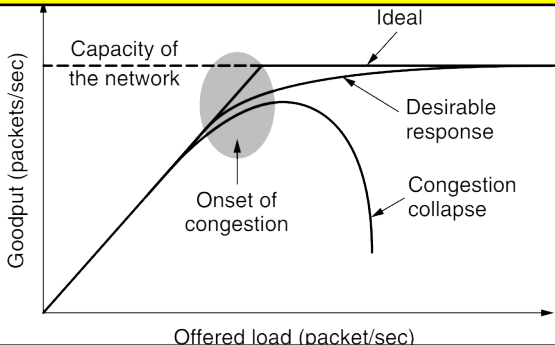 Ideal
Capacity of
the network
Desirable
response
Onset of
congestion
Congestion
collapse
Goodput (packets/sec)
Offered load (packet/sec)